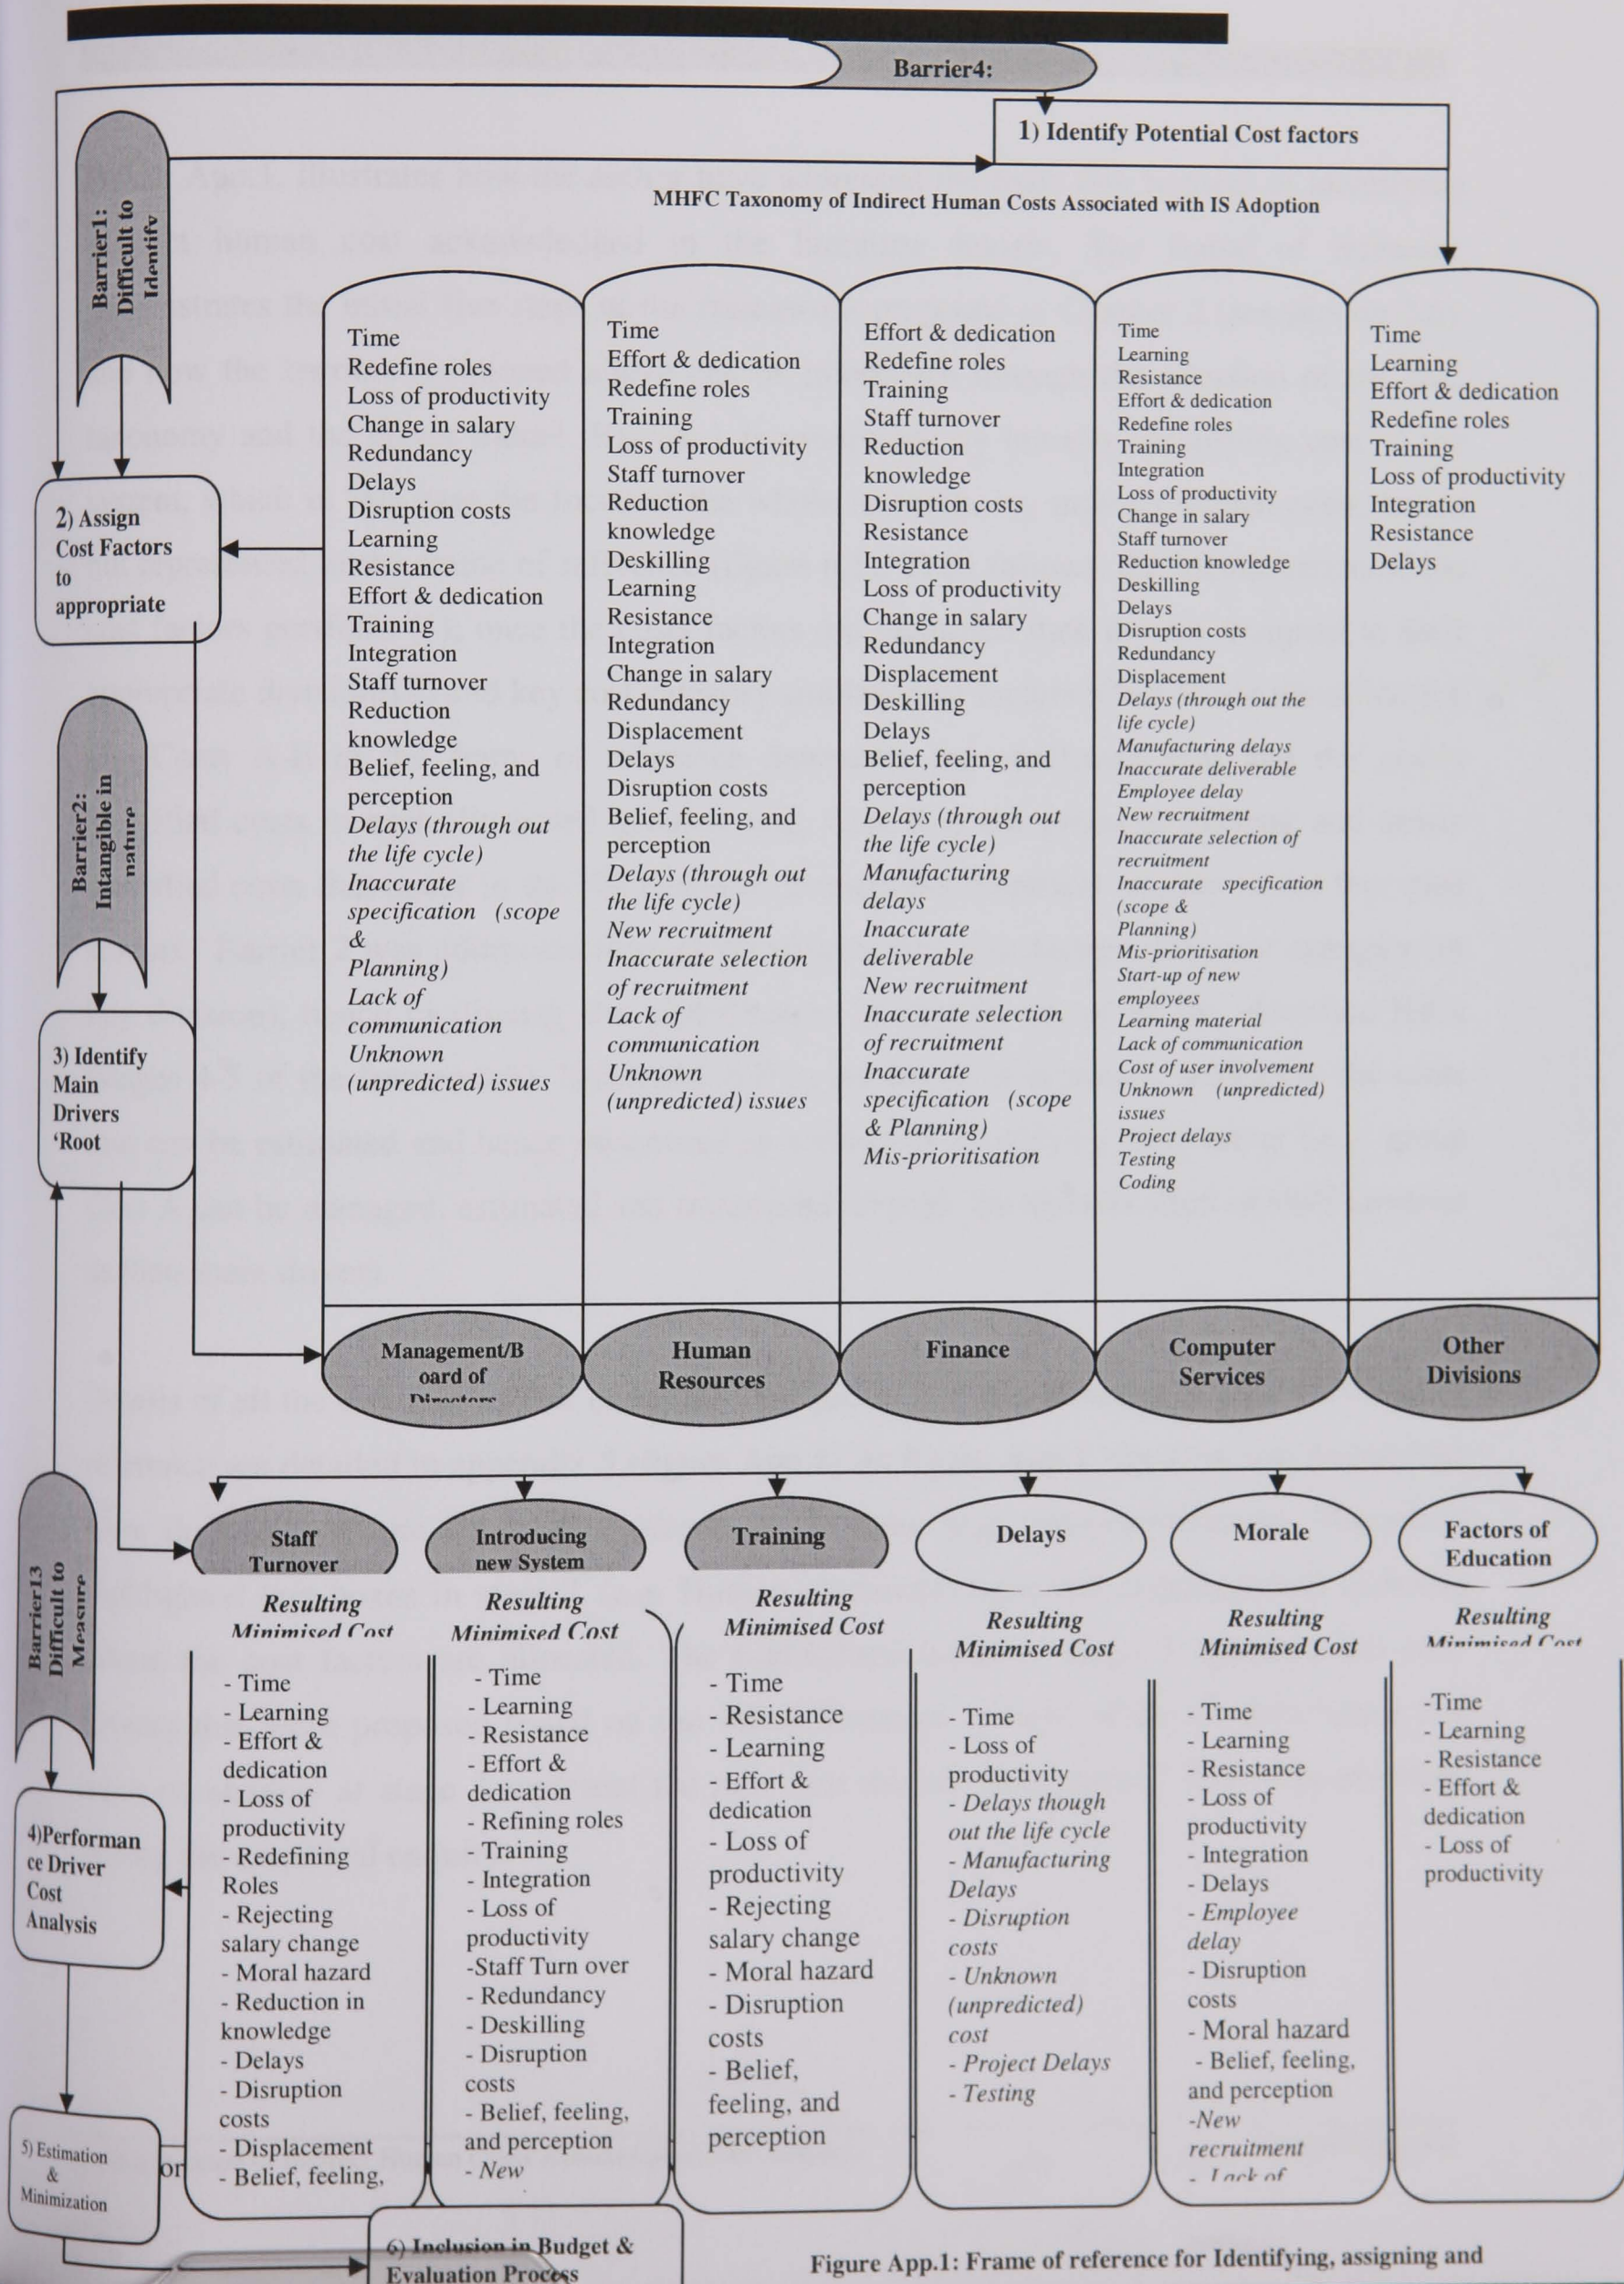 Barrier4:
1) Identify Potential Cost factors
MHFC Taxonomy of Indirect Human Costs Associated with IS Adoption
Barrier1:
Difficult to
Identify
2) Assign
Cost Factors
to
appropriate
Barrier2:
Intangible in
nature
3) Identify
Main
Drivers
‘Root
Time
Redefine roles
Loss of productivity
Change in salary
Redundancy
Delays
Disruption costs
Learning
Resistance
Effort & dedication
Training
Integration
Staff turnover
Reduction
knowledge
Belief, feeling, and
perception
Delays (through out
the life cycle)
Inaccurate
specification (scope
&
Planning)
Lack of
communication
Unknown
(unpredicted) issues
Management/B
oard of
Directors
Time
Effort & dedication
Redefine roles
Training
Loss of productivity
Staff turnover
Reduction
knowledge
Deskilling
Learning
Resistance
Integration
Change in salary
Redundancy
Displacement
Delays
Disruption costs
Belief, feeling, and
perception
Delays (through out
the life cycle)
New recruitment
Inaccurate selection
of recruitment
Lack of
communication
Unknown
(unpredicted) issues
Human
Resources
Effort & dedication
Redefine roles
Training
Staff turnover
Reduction
knowledge
Disruption costs
Resistance
Integration
Loss of productivity
Change in salary
Redundancy
Displacement
Deskilling
Delays
Belief, feeling, and
perception
Delays (through out
the life cycle)
Manufacturing
delays
Inaccurate
deliverable
New recruitment
Inaccurate selection
of recruitment
Inaccurate
specification (scope
& Planning)
Mis-prioritisation
Finance
Time
Learning
Resistance
Effort & dedication
Redefine roles
Training
Integration
Loss of productivity
Change in salary
Staff turnover
Reduction knowledge
Deskilling
Delays
Disruption costs
Redundancy
Displacement
Delays (through out the
life cycle)
Manufacturing delays
Inaccurate deliverable
Employee delay
New recruitment
Inaccurate selection of
recruitment
Inaccurate specification
(scope &
Planning)
Mis-prioritisation
Start-up of new
employees
Learning material
Lack of communication
Cost of user involvement
Unknown (unpredicted)
issues
Project delays
Testing
Coding
Computer
Services
Time
Learning
Effort & dedication
Redefine roles
Training
Loss of productivity
Integration
Resistance
Delays
Other
Divisions
Barrier13
Difficult to
Measure
4)Performan
ce Driver
Cost
Analysis
5) Estimation
&
Minimization
or
Staff
Turnover
Resulting
Minimised Cost
- Time
- Learning
- Effort &
dedication
- Loss of
productivity
- Redefining
Roles
- Rejecting
salary change
- Moral hazard
- Reduction in
knowledge
- Delays
- Disruption
costs
- Displacement
- Belief, feeling,
Introducing
new System
Resulting
Minimised Cost
- Time
- Learning
- Resistance
- Effort &
dedication
- Refining roles
- Training
- Integration
- Loss of
productivity
-Staff Turn over
- Redundancy
- Deskilling
- Disruption
costs
- Belief, feeling,
and perception
- New
Training
Resulting
Minimised Cost
- Time
- Resistance
- Learning
- Effort &
dedication
- Loss of
productivity
- Rejecting
salary change
- Moral hazard
- Disruption
costs
- Belief,
feeling, and
perception
Delays
Resulting
Minimised Cost
- Time
- Loss of
productivity
- Delays though
out the life cycle
- Manufacturing
Delays
- Disruption
costs
- Unknown
(unpredicted)
cost
- Project Delays
- Testing
Morale
Resulting
Minimised Cost
- Time
- Learning
- Resistance
- Loss of
productivity
- Integration
- Delays
- Employee
delay
- Disruption
costs
- Moral hazard
- Belief, feeling,
and perception
-New
recruitment
- Lack of
Factors of
Education
Resulting
Minimised Cost
-Time
- Learning
- Resistance
- Effort &
dedication
- Loss of
productivity
6) Inclusion in Budget &
Evaluation Process
Figure App.1: Frame of reference for Identifying, assigning and